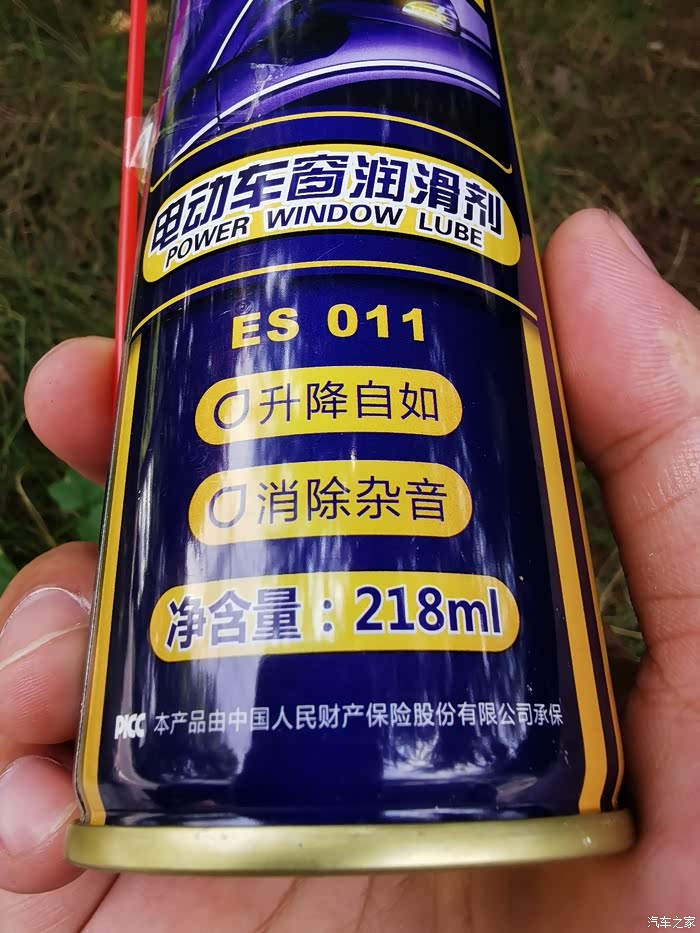 电动车窗润滑剂
POWER WINDOW LUBE
ES 011
升降自如
消除杂音
净含量：218ml
PICC 本产品由中国人民财产保险股份有限公司承保
汽车之家